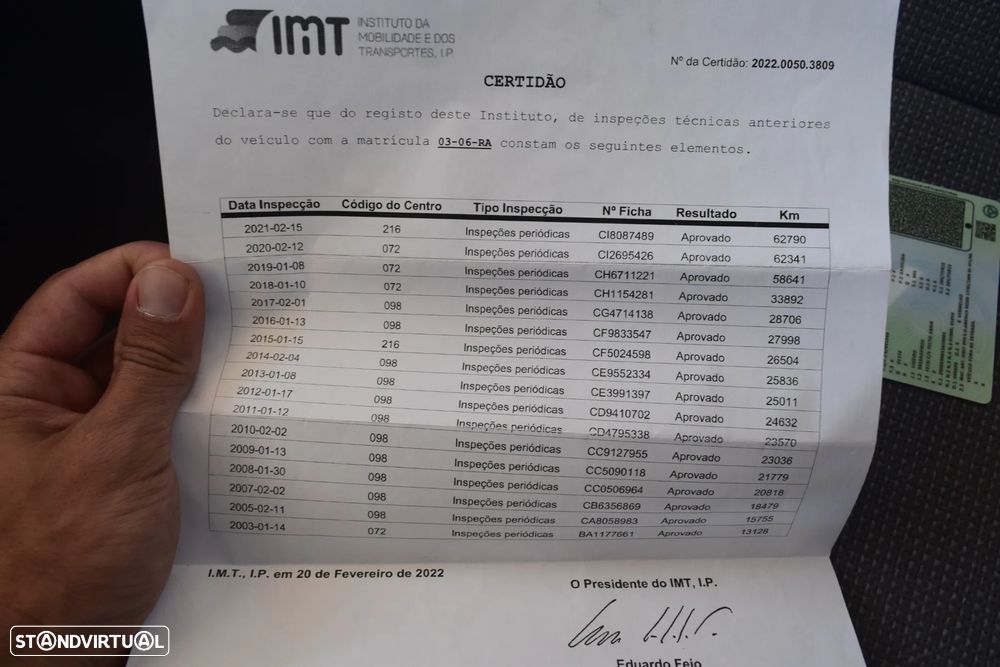 IMT INSTITUTO DA
MOBILIDADE E DOS
TRANSPORTES, I.P.
Nº da Certidão: 2022.0050.3809
CERTIDÃO
Declara-se que do registo deste Instituto, de inspeções técnicas anteriores
do veículo com a matrícula 03-06-RA constam os seguintes elementos.
Data Inspecção Código do Centro Tipo Inspecção Nº Ficha Resultado Km
2021-02-15 216 Inspeções periódicas CI8087489 Aprovado 62790
2020-02-12 072 Inspeções periódicas CI2695426 Aprovado 62341
2019-01-08 072 Inspeções periódicas CH6711221 Aprovado 58641
2018-01-10 072 Inspeções periódicas CH1154281 Aprovado 33892
2017-02-01 098 Inspeções periódicas CG4714138 Aprovado 28706
2016-01-13 098 Inspeções periódicas CF9833547 Aprovado 27998
2015-01-15 216 Inspeções periódicas CF5024598 Aprovado 26504
2014-02-04 098 Inspeções periódicas CE9552334 Aprovado 25836
2013-01-08 098 Inspeções periódicas CE3991397 Aprovado 25011
2012-01-17 098 Inspeções periódicas CD9410702 Aprovado 24632
2011-01-12 098 Inspeções periódicas CD4795338 Aprovado 23570
2010-02-02 098 Inspeções periódicas CC9127955 Aprovado 23036
2009-01-13 098 Inspeções periódicas CC5090118 Aprovado 21779
2008-01-30 098 Inspeções periódicas CC0506964 Aprovado 20818
2007-02-02 098 Inspeções periódicas CB6356869 Aprovado 18479
2005-02-11 098 Inspeções periódicas CA8058983 Aprovado 15755
2003-01-14 072 Inspeções periódicas BA1177661 Aprovado 13128
I.M.T., I.P. em 20 de Fevereiro de 2022
O Presidente do IMT, I.P.
Eduardo Feio
STANDVIRTUAL